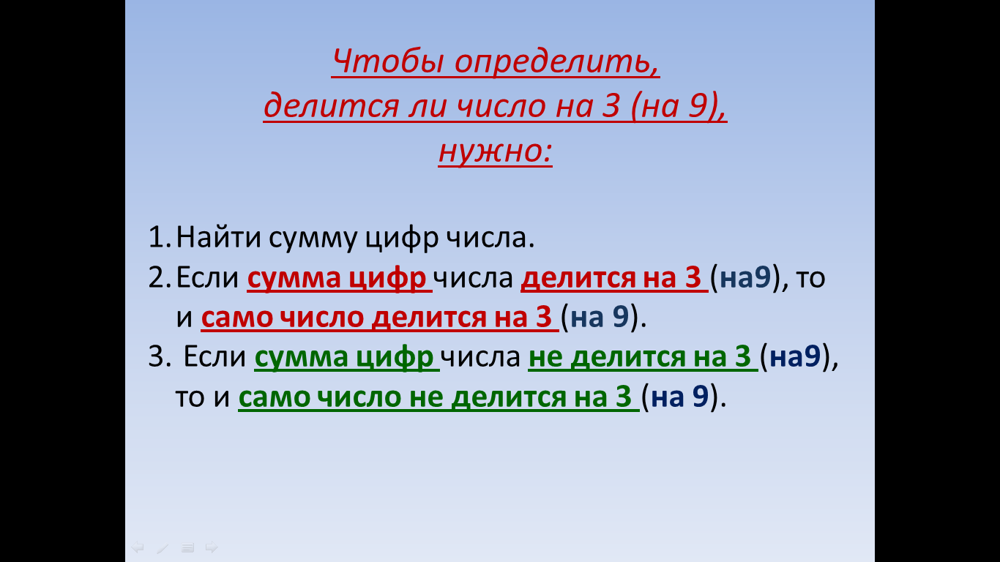 Чтобы определить,
делится ли число на 3 (на 9),
нужно:
1. Найти сумму цифр числа.
2. Если сумма цифр числа делится на 3 (на9), то
и само число делится на 3 (на 9).
3. Если сумма цифр числа не делится на 3 (на9),
то и само число не делится на 3 (на 9).